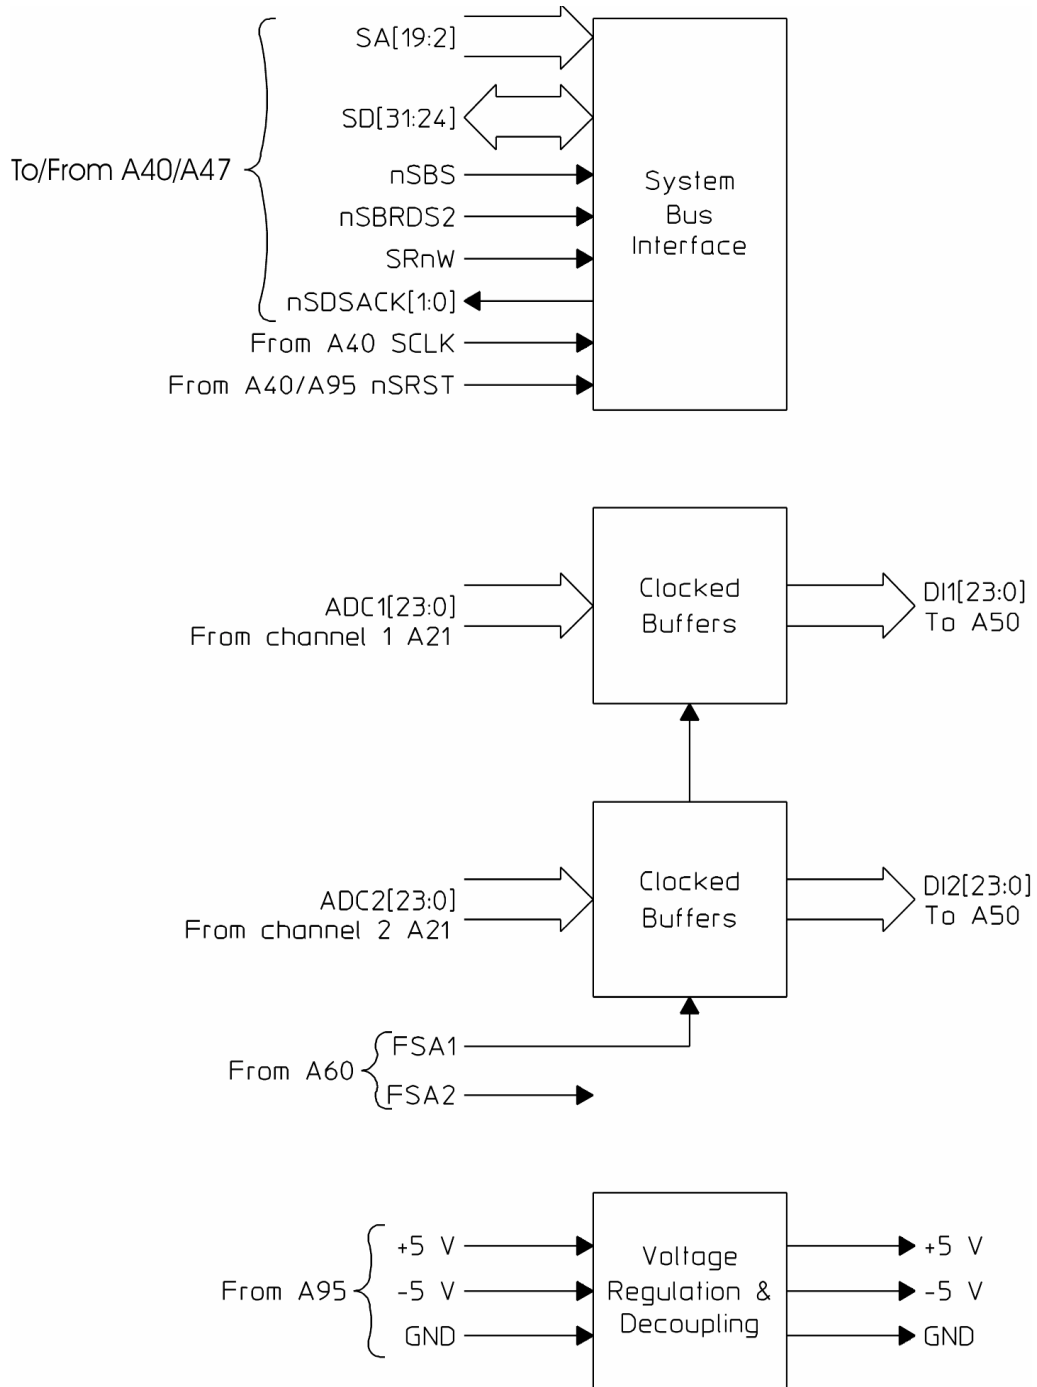 SA[19:2]
SD[31:24]
To/From A40/A47
nSBS
nSBRDS2
SRnW
nSDSACK[1:0]
From A40 SCLK
From A40/A95 nSRST
System
Bus
Interface
ADC1[23:0]
From channel 1 A21
Clocked
Buffers
DI1[23:0]
To A50
ADC2[23:0]
From channel 2 A21
Clocked
Buffers
DI2[23:0]
To A50
From A60
FSA1
FSA2
From A95
+5 V
-5 V
GND
Voltage
Regulation &
Decoupling
+5 V
-5 V
GND